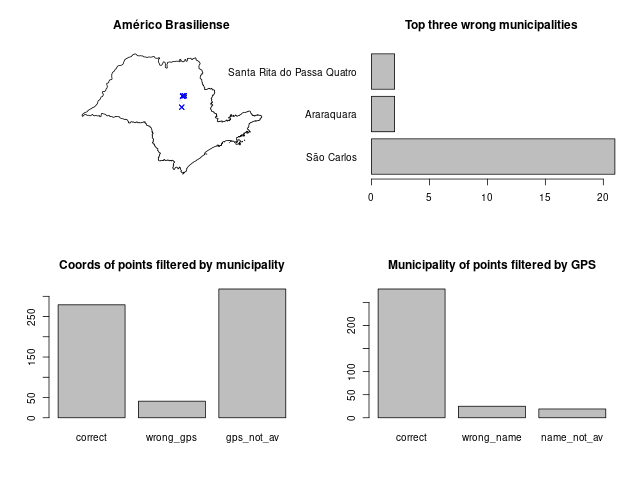 Américo Brasiliense
Top three wrong municipalities
Santa Rita do Passa Quatro
Araraquara
São Carlos
0 5 10 15 20
Coords of points filtered by municipality
0 50 150 250
correct wrong_gps gps_not_av
Municipality of points filtered by GPS
0 50 100 200
correct wrong_name name_not_av